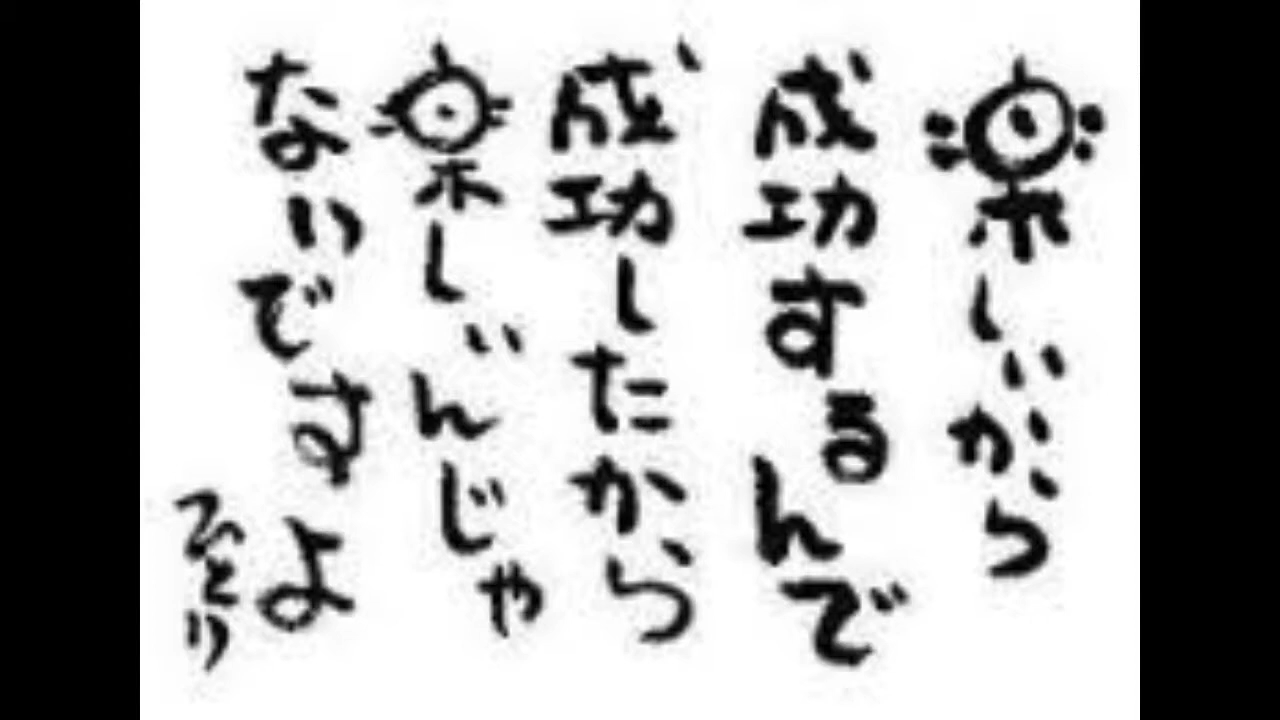 楽しいから
成功するんで
成功したから
楽しいんじゃ
ないですよ
ひとり